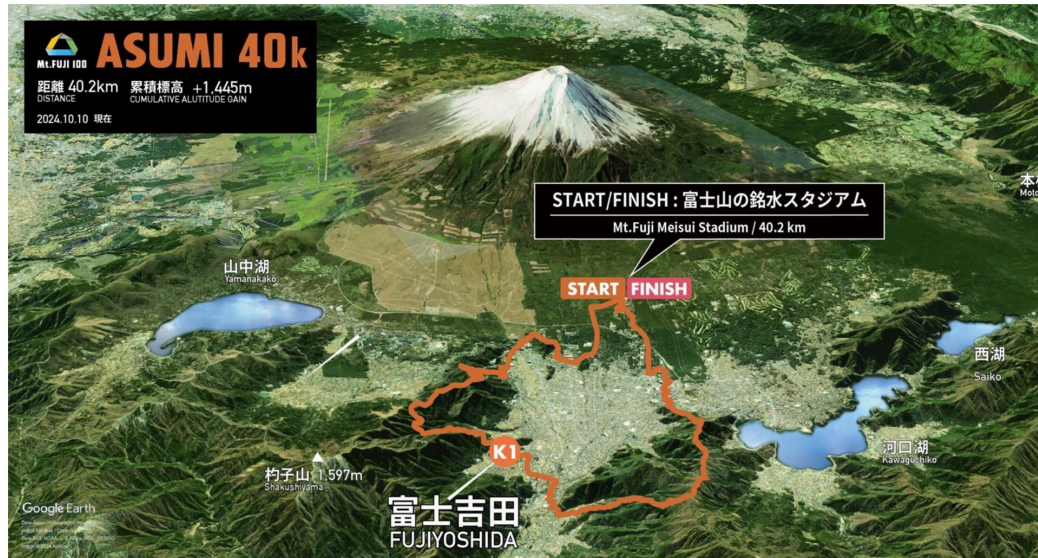 Mt.FUJI 100
ASUMI 40k
距離 40.2km 累積標高 +1,445m
DISTANCE CUMULATIVE ALUTITUDE GAIN
2024.10.10 現在
START/FINISH : 富士山の銘水スタジアム
Mt.Fuji Meisui Stadium / 40.2 km
START FINISH
山中湖
Yamanakako
西湖
Saiko
河口湖
Kawaguchiko
K1
杓子山 1,597m
Shakushiyama
富士吉田
FUJIYOSHIDA
Google Earth